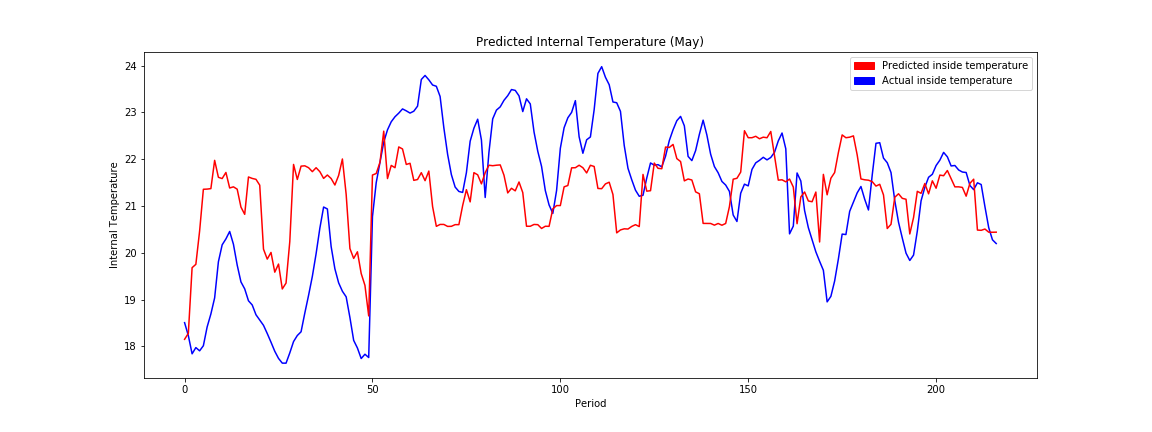 Predicted Internal Temperature (May)
Predicted inside temperature
Actual inside temperature
Internal Temperature
24
23
22
21
20
19
18
0 50 100 150 200
Period